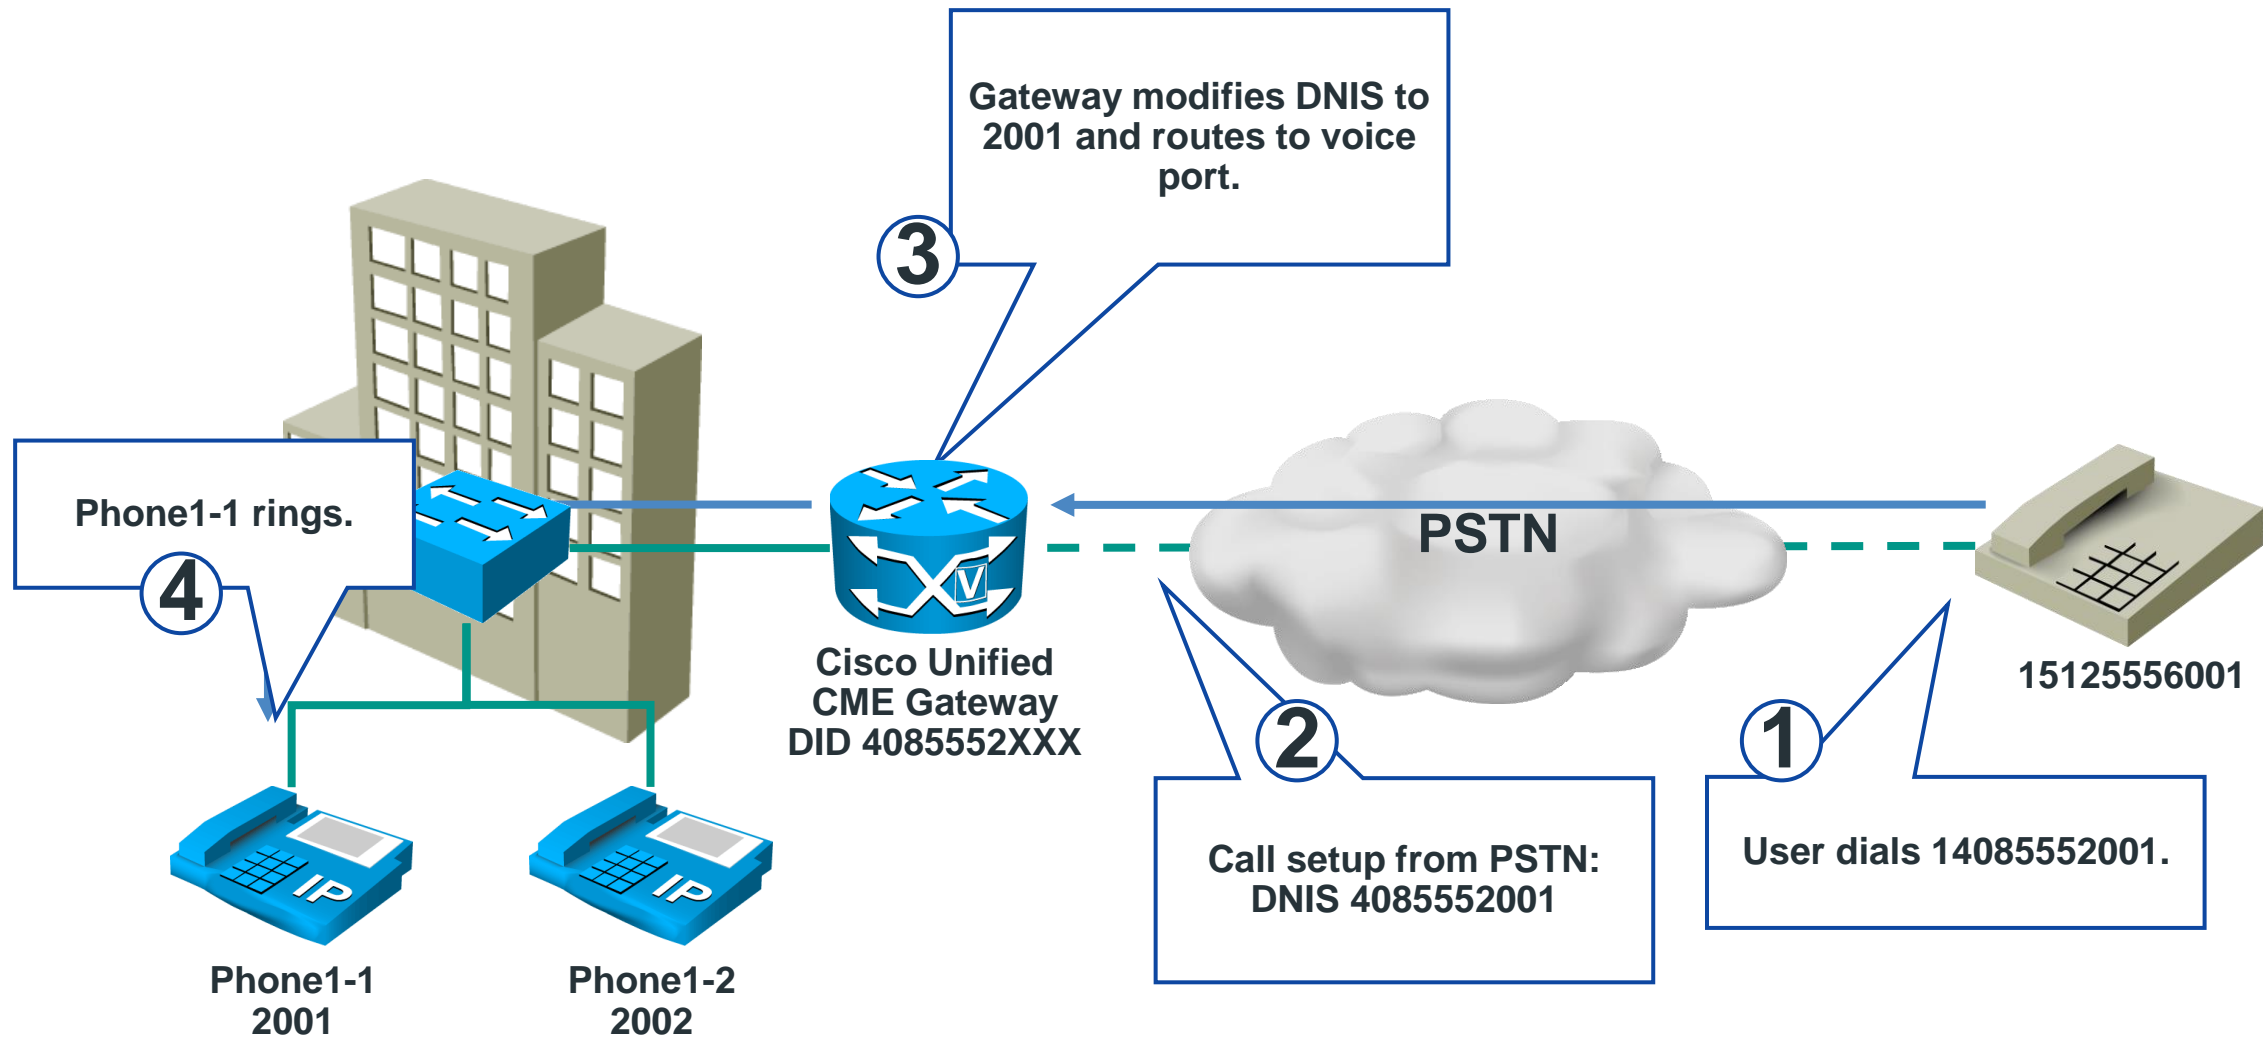 Gateway modifies DNIS to
2001 and routes to voice
port.
3
Phone1-1 rings.
4
PSTN
V
Cisco Unified
CME Gateway
DID 4085552XXX
15125556001
2
1
Call setup from PSTN:
DNIS 4085552001
User dials 14085552001.
IP
IP
Phone1-1
2001
Phone1-2
2002